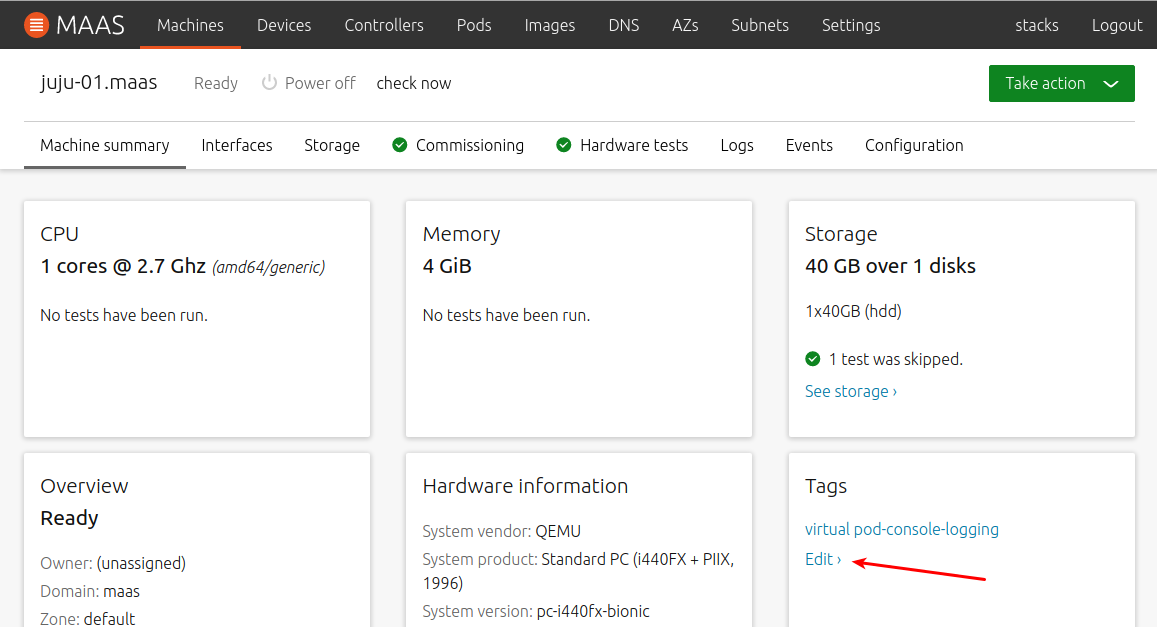 MAAS Machines Devices Controllers Pods Images DNS AZs Subnets Settings stacks Logout
juju-01.maas Ready Power off check now Take action
Machine summary Interfaces Storage Commissioning Hardware tests Logs Events Configuration
CPU
1 cores @ 2.7 Ghz (amd64/generic)
No tests have been run.
Memory
4 GiB
No tests have been run.
Storage
40 GB over 1 disks
1x40GB (hdd)
1 test was skipped.
See storage ›
Overview
Ready
Owner: (unassigned)
Domain: maas
Zone: default
Hardware information
System vendor: QEMU
System product: Standard PC (i440FX + PIIX,
1996)
System version: pc-i440fx-bionic
Tags
virtual pod-console-logging
Edit ›